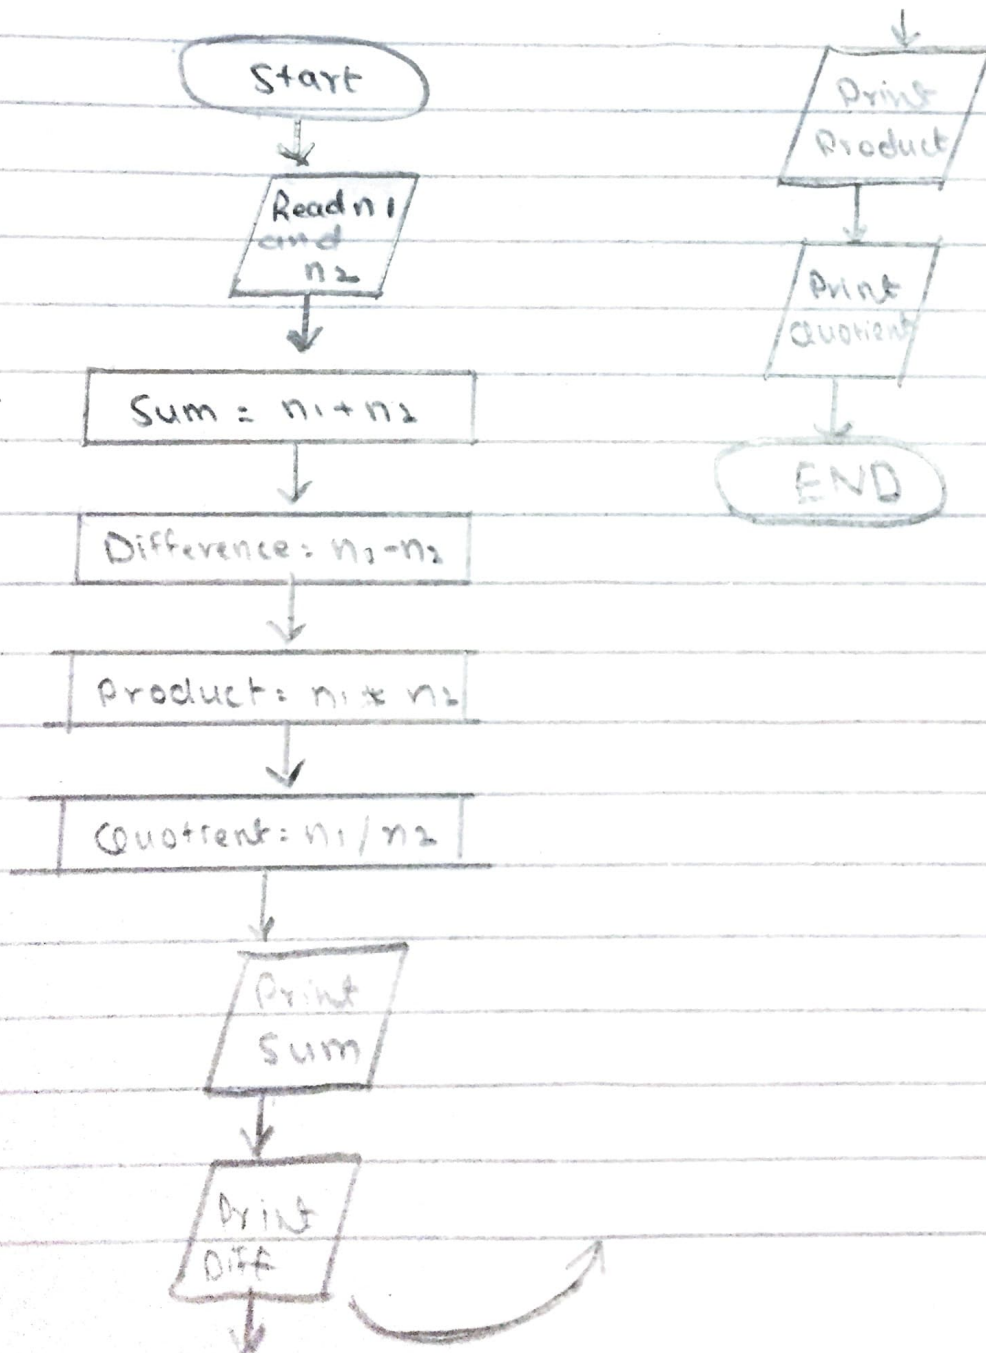 Start
Read n1
and
n2
Sum = n1 + n2
Difference = n1 - n2
Product = n1 * n2
Quotient = n1 / n2
Print
Sum
Print
Diff
Print
Product
Print
Quotient
END